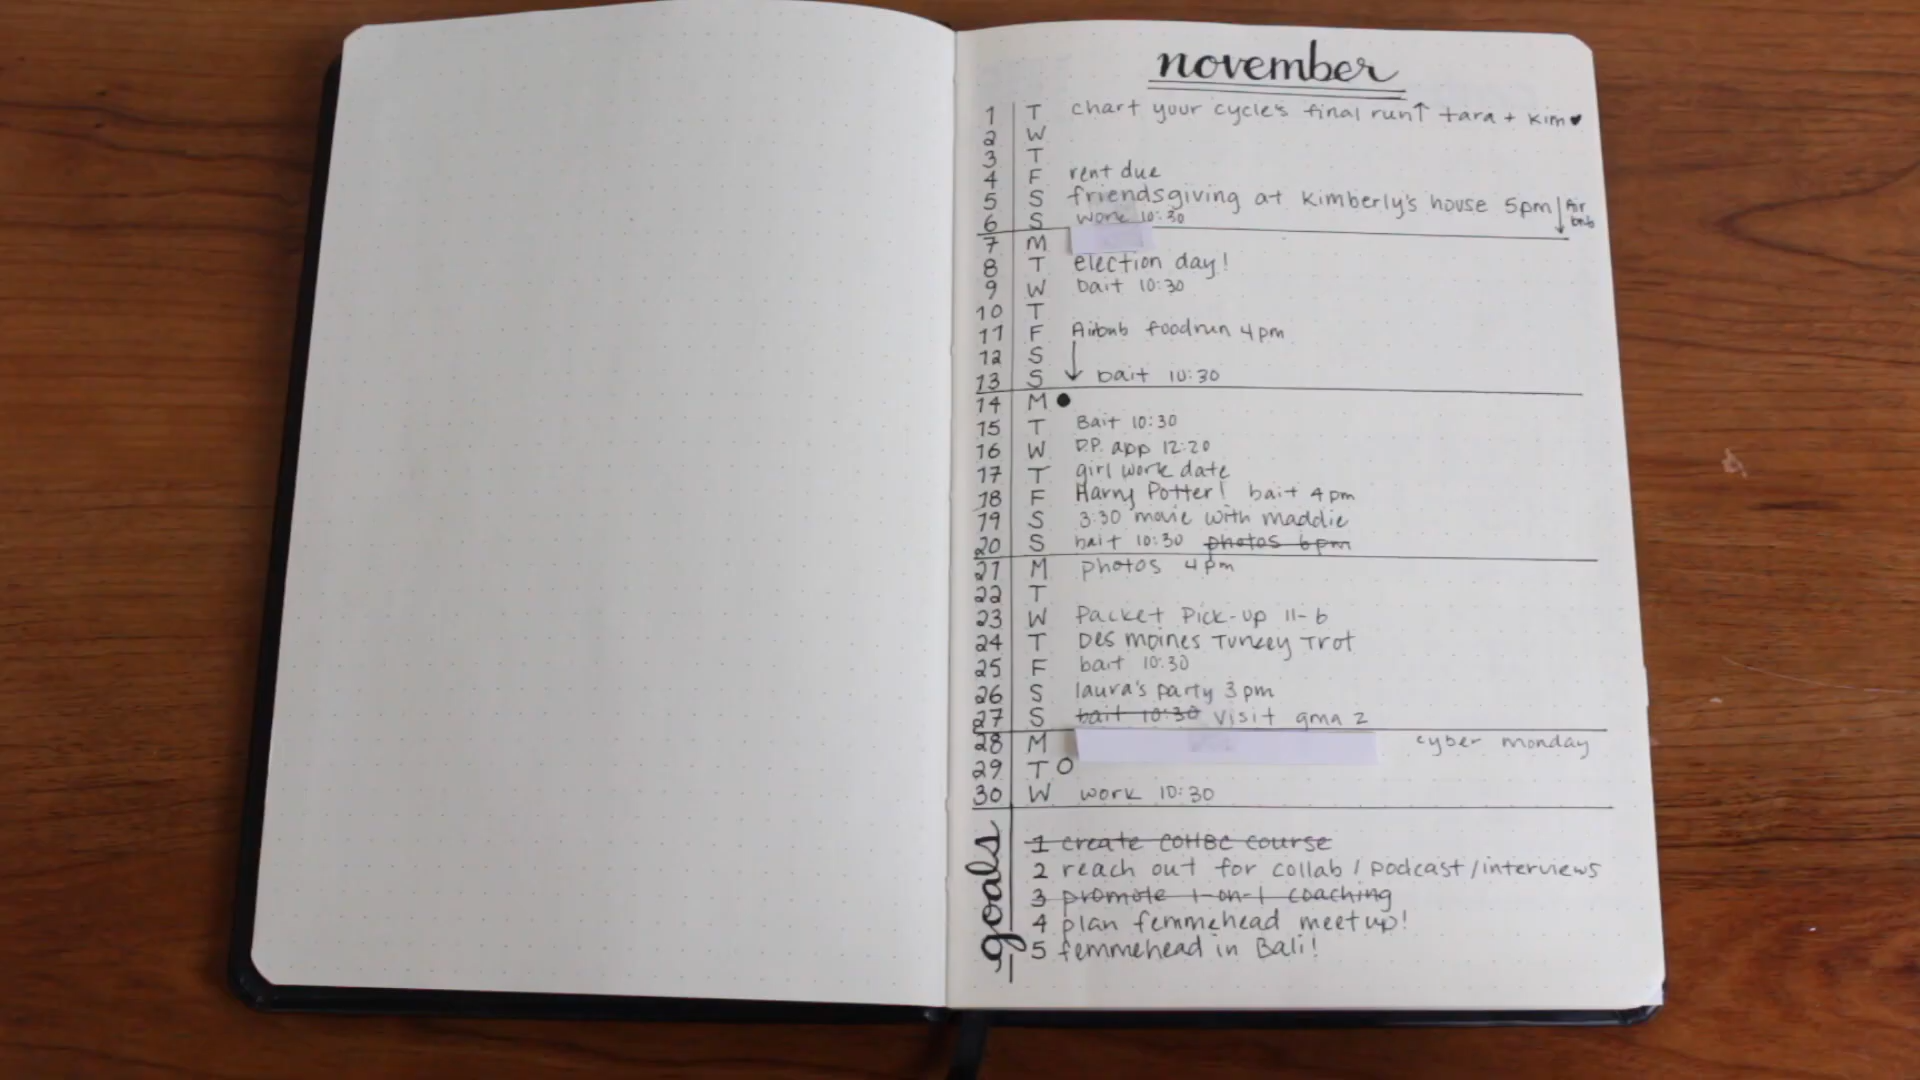 november
1 T chart your cycle's final run↑ tara + kim♥
2 W
3 T
4 F rent due
5 S friendsgiving at kimberly's house 5pm ↓ Air bnb
6 S work 10:30
7 M
8 T election day!
9 W bait 10:30
10 T
11 F Airbnb foodrun 4pm
12 S
13 S ↓ bait 10:30
14 M ●
15 T Bait 10:30
16 W D.P. app 12:20
17 T girl work date
18 F Harry Potter! bait 4pm
19 S 3:30 movie with maddie
20 S bait 10:30 photos 6pm
21 M photos 4pm
22 T
23 W Packet Pick-up 11-6
24 T Des moines Turkey Trot
25 F bait 10:30
26 S laura's party 3pm
27 S bait 10:30 visit gma 2
28 M cyber monday
29 T O
30 W work 10:30
goals
1 create COHBC course
2 reach out for collab / podcast / interviews
3 promote 1-on-1 coaching
4 plan femmehead meetup!
5 femmehead in Bali!